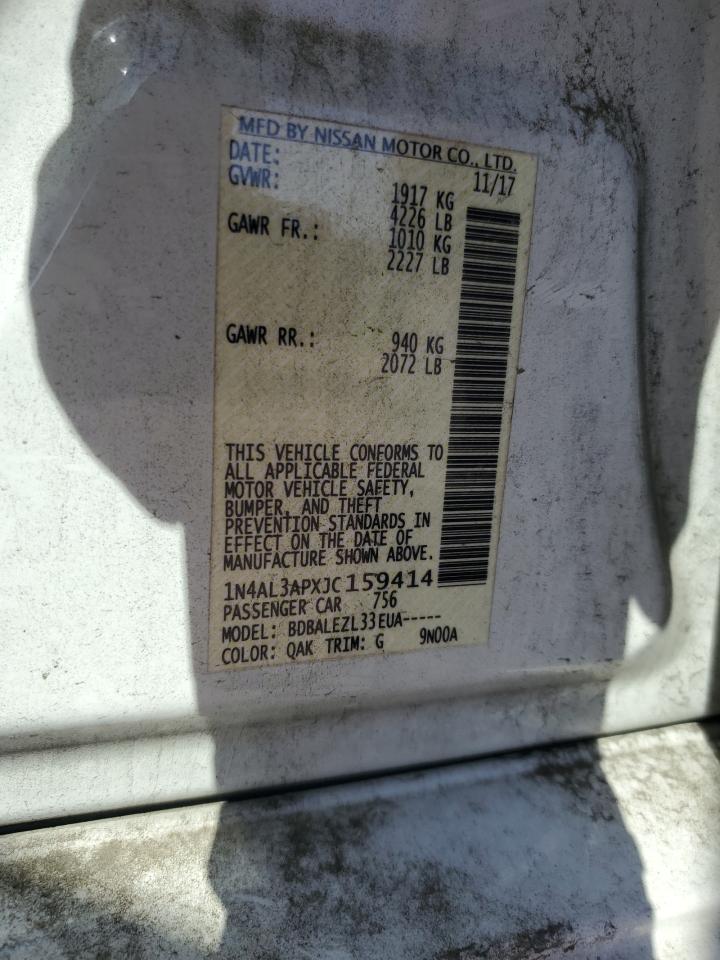 MFD BY NISSAN MOTOR CO., LTD.
DATE: 11/17
GVWR: 1917 KG
4226 LB
GAWR FR.: 1010 KG
2227 LB
GAWR RR.: 940 KG
2072 LB
THIS VEHICLE CONFORMS TO
ALL APPLICABLE FEDERAL
MOTOR VEHICLE SAFETY,
BUMPER, AND THEFT
PREVENTION STANDARDS IN
EFFECT ON THE DATE OF
MANUFACTURE SHOWN ABOVE.
1N4AL3APXJC159414
PASSENGER CAR 756
MODEL: BDBALEZL33EUA-----
COLOR: QAK TRIM: G 9N00A